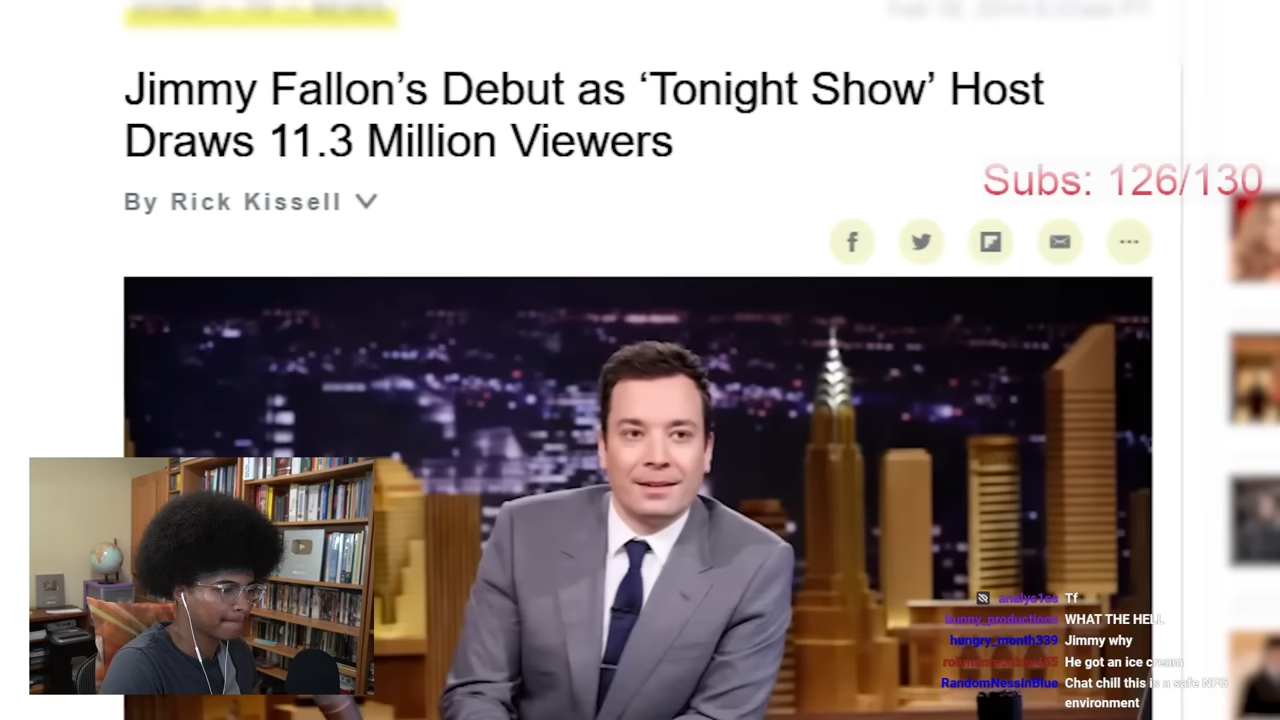 Jimmy Fallon’s Debut as ‘Tonight Show’ Host
Draws 11.3 Million Viewers
By Rick Kissell
Subs: 126/130
Tf
WHAT THE HELL
hungry_month339 Jimmy why
He got an ice cream
RandomNessInBlue Chat chill this is a safe NFG
environment